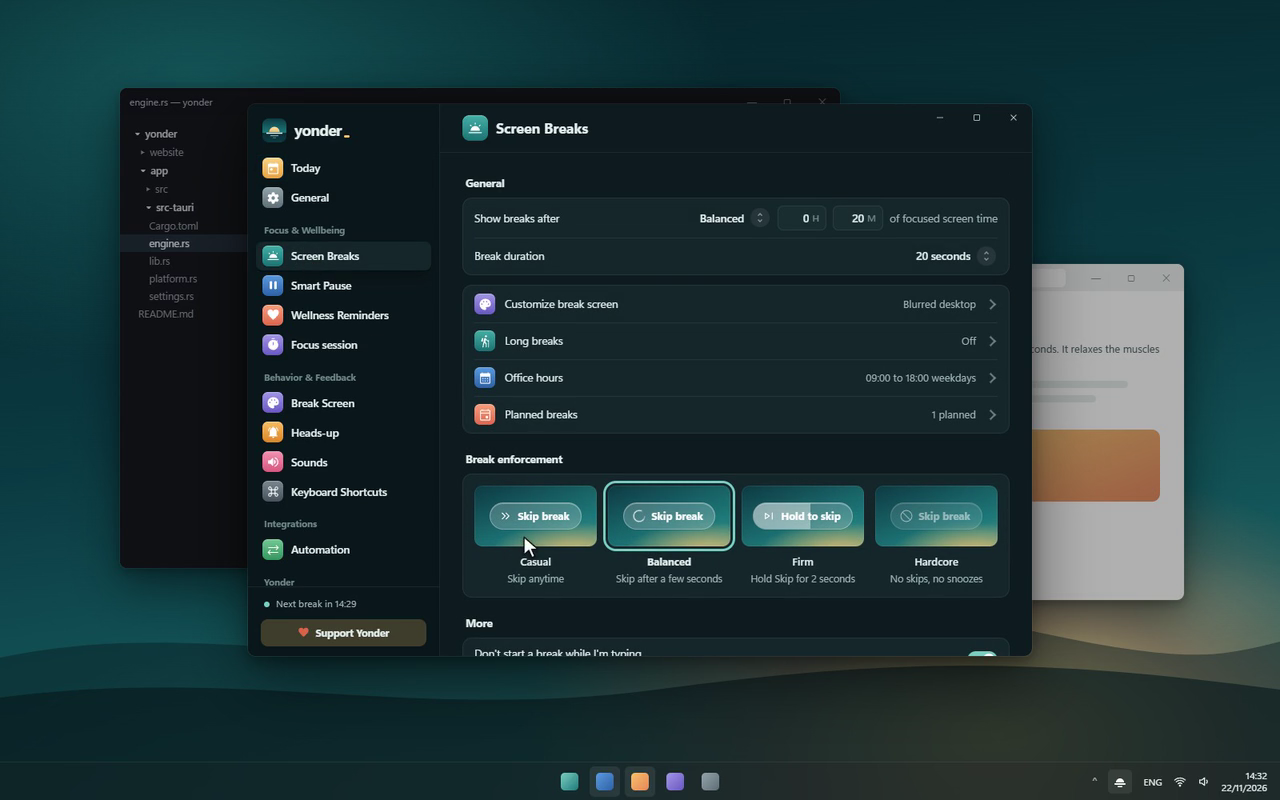 engine.rs — yonder
yonder
website
app
src
src-tauri
Cargo.toml
engine.rs
lib.rs
platform.rs
settings.rs
README.md
yonder_
Today
General
Focus & Wellbeing
Screen Breaks
Smart Pause
Wellness Reminders
Focus session
Behavior & Feedback
Break Screen
Heads-up
Sounds
Keyboard Shortcuts
Integrations
Automation
Yonder
Next break in 14:29
Support Yonder
Screen Breaks
General
Show breaks after Balanced 0 H 20 M of focused screen time
Break duration 20 seconds
Customize break screen Blurred desktop
Long breaks Off
Office hours 09:00 to 18:00 weekdays
Planned breaks 1 planned
Break enforcement
Skip break Skip break Hold to skip Skip break
Casual Balanced Firm Hardcore
Skip anytime Skip after a few seconds Hold Skip for 2 seconds No skips, no snoozes
More
Don't start a break while I'm typing
conds. It relaxes the muscles
ENG
14:32
22/11/2026